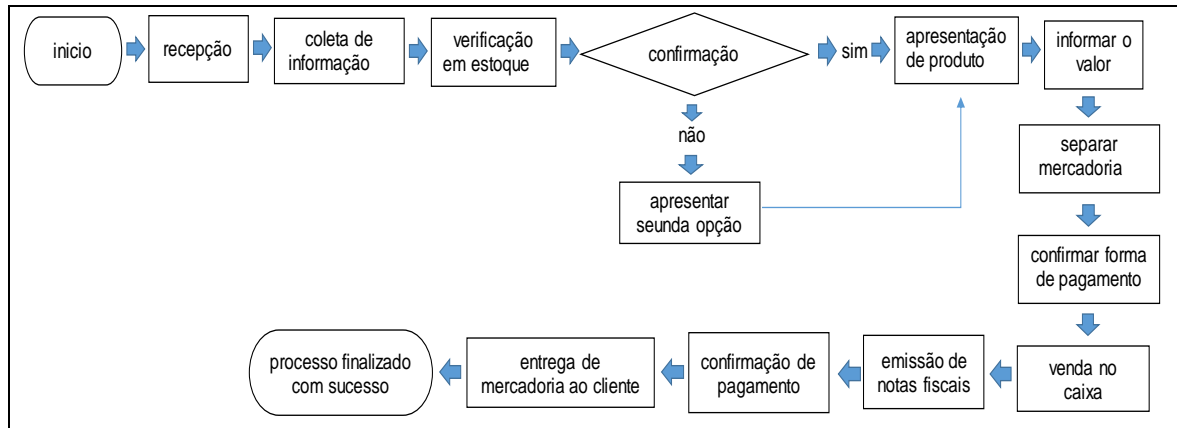 inicio
recepção
coleta de
informação
verificação
em estoque
confirmação
sim
apresentação
de produto
informar o
valor
não
apresentar
seunda opção
separar
mercadoria
confirmar forma
de pagamento
venda no
caixa
emissão de
notas fiscais
confirmação de
pagamento
entrega de
mercadoria ao cliente
processo finalizado
com sucesso